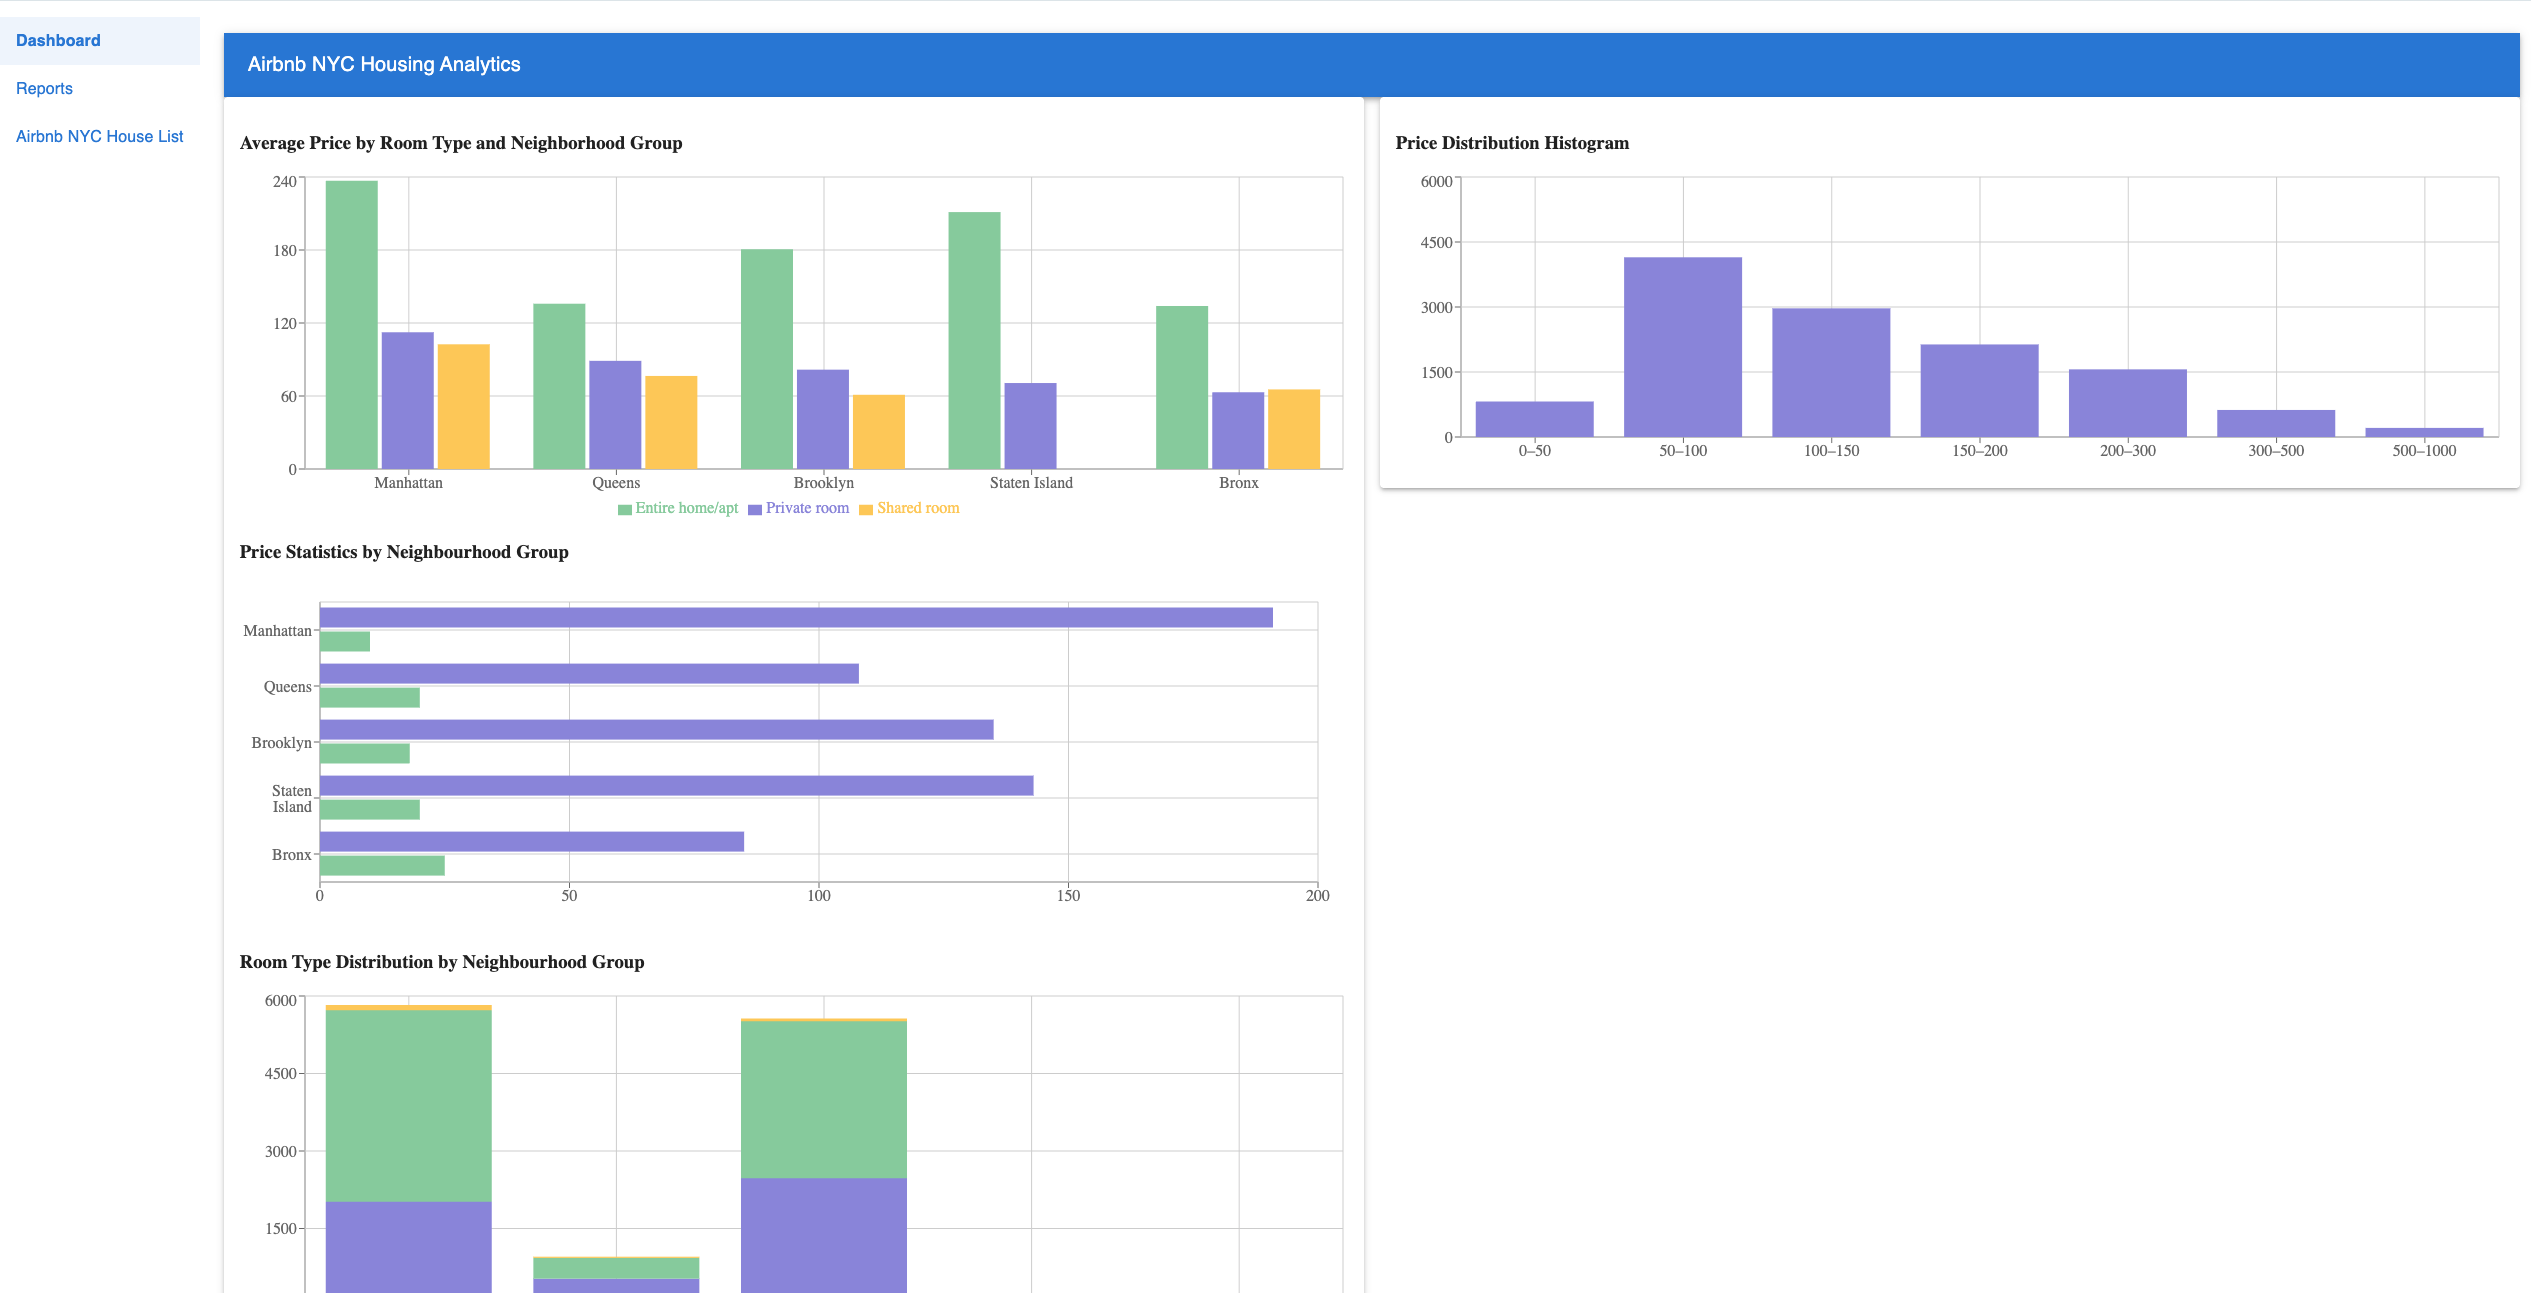 Dashboard
Reports
Airbnb NYC House List
Airbnb NYC Housing Analytics
Average Price by Room Type and Neighborhood Group
240
180
120
60
0
Manhattan Queens Brooklyn Staten Island Bronx
Entire home/apt Private room Shared room
Price Statistics by Neighbourhood Group
Manhattan
Queens
Brooklyn
Staten
Island
Bronx
0 50 100 150 200
Room Type Distribution by Neighbourhood Group
6000
4500
3000
1500
Price Distribution Histogram
6000
4500
3000
1500
0
0–50 50–100 100–150 150–200 200–300 300–500 500–1000